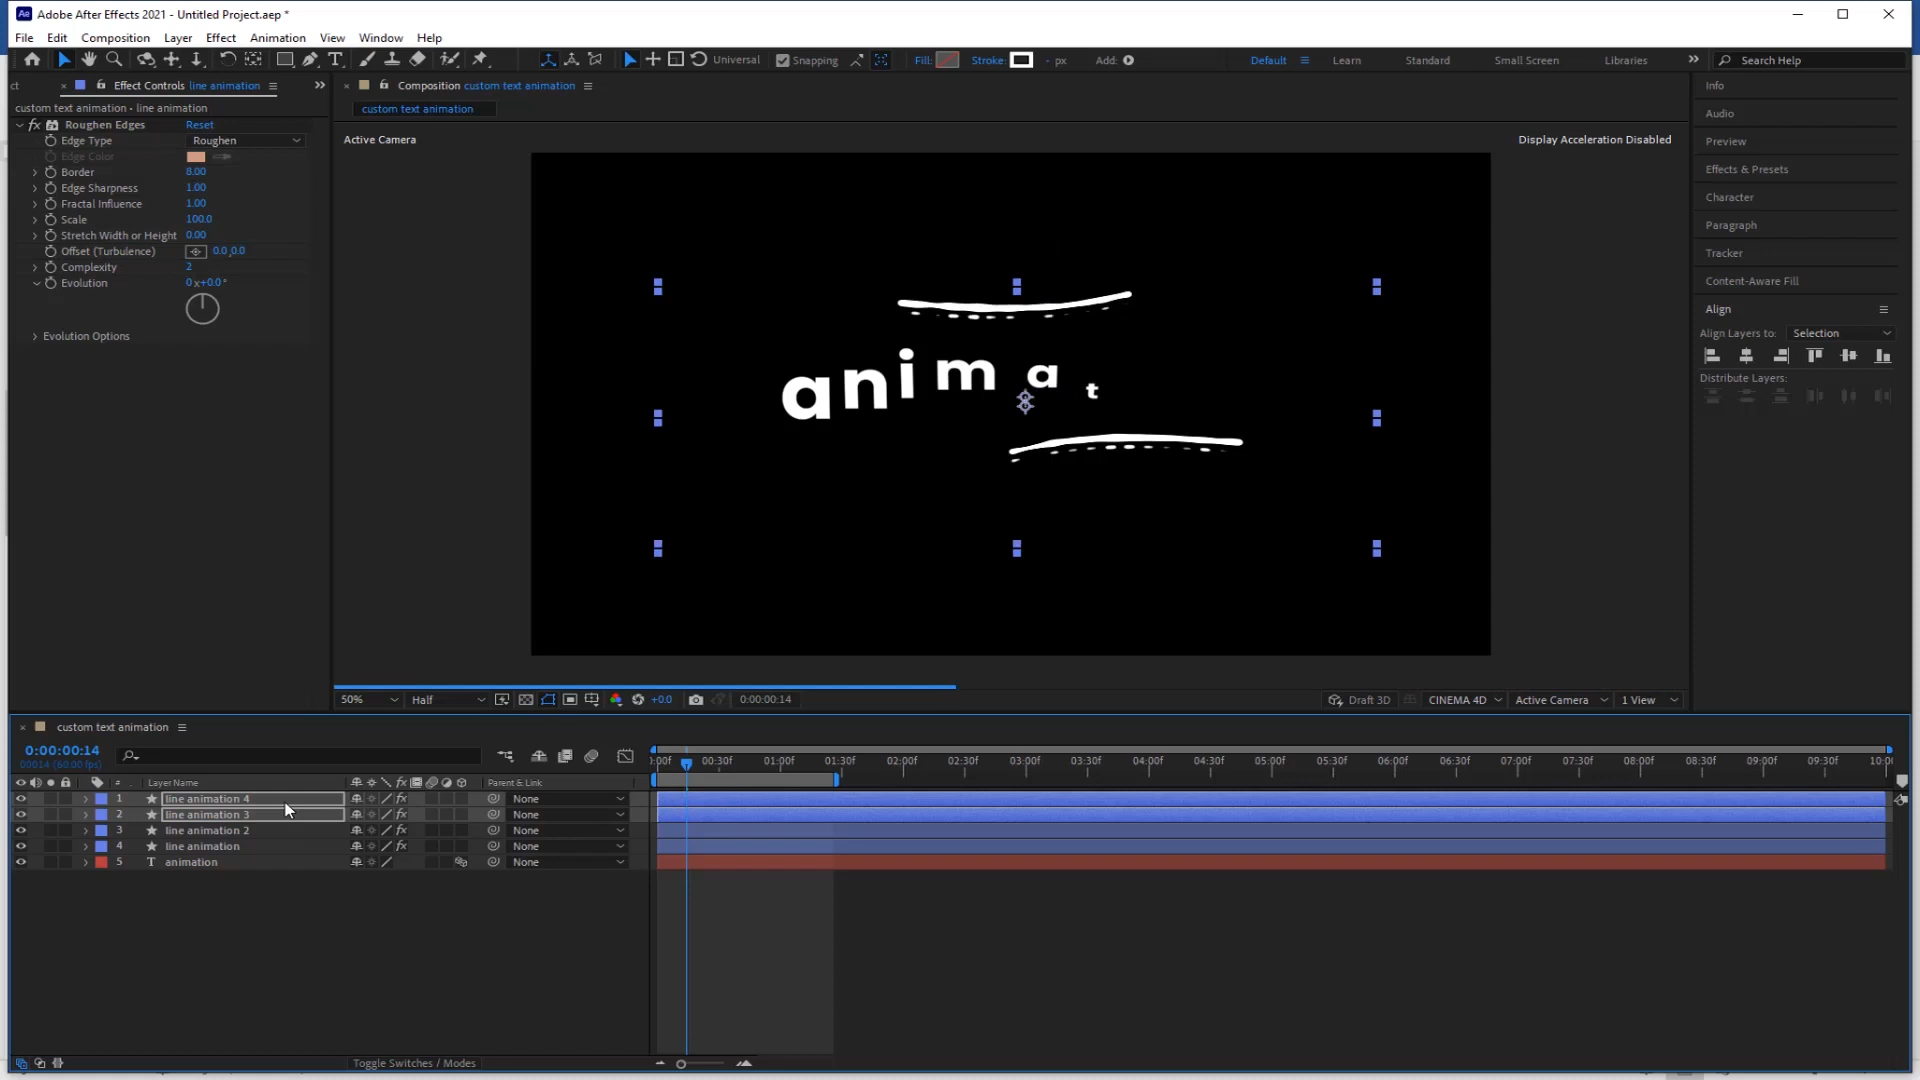 Adobe After Effects 2021 - Untitled Project.aep *
File Edit Composition Layer Effect Animation View Window Help
Universal Snapping Fill: Stroke: - px Add: Default Learn Standard Small Screen Libraries Search Help
ct Effect Controls line animation
custom text animation • line animation
fx Roughen Edges Reset
Edge Type Roughen
Edge Color
Border 8.00
Edge Sharpness 1.00
Fractal Influence 1.00
Scale 100.0
Stretch Width or Height 0.00
Offset (Turbulence) 0.0,0.0
Complexity 2
Evolution 0x+0.0°
Evolution Options
Composition custom text animation
custom text animation
Active Camera
Display Acceleration Disabled
animat
50% Half +0.0 0:00:00:14 Draft 3D CINEMA 4D Active Camera 1 View
Info
Audio
Preview
Effects & Presets
Character
Paragraph
Tracker
Content-Aware Fill
Align
Align Layers to: Selection
Distribute Layers:
custom text animation
0:00:00:14
00014 (60.00 fps)
# Layer Name fx Parent & Link
1 line animation 4 fx None
2 line animation 3 fx None
3 line animation 2 fx None
4 line animation fx None
5 T animation None
):00f 00:30f 01:00f 01:30f 02:00f 02:30f 03:00f 03:30f 04:00f 04:30f 05:00f 05:30f 06:00f 06:30f 07:00f 07:30f 08:00f 08:30f 09:00f 09:30f 10:0
Toggle Switches / Modes